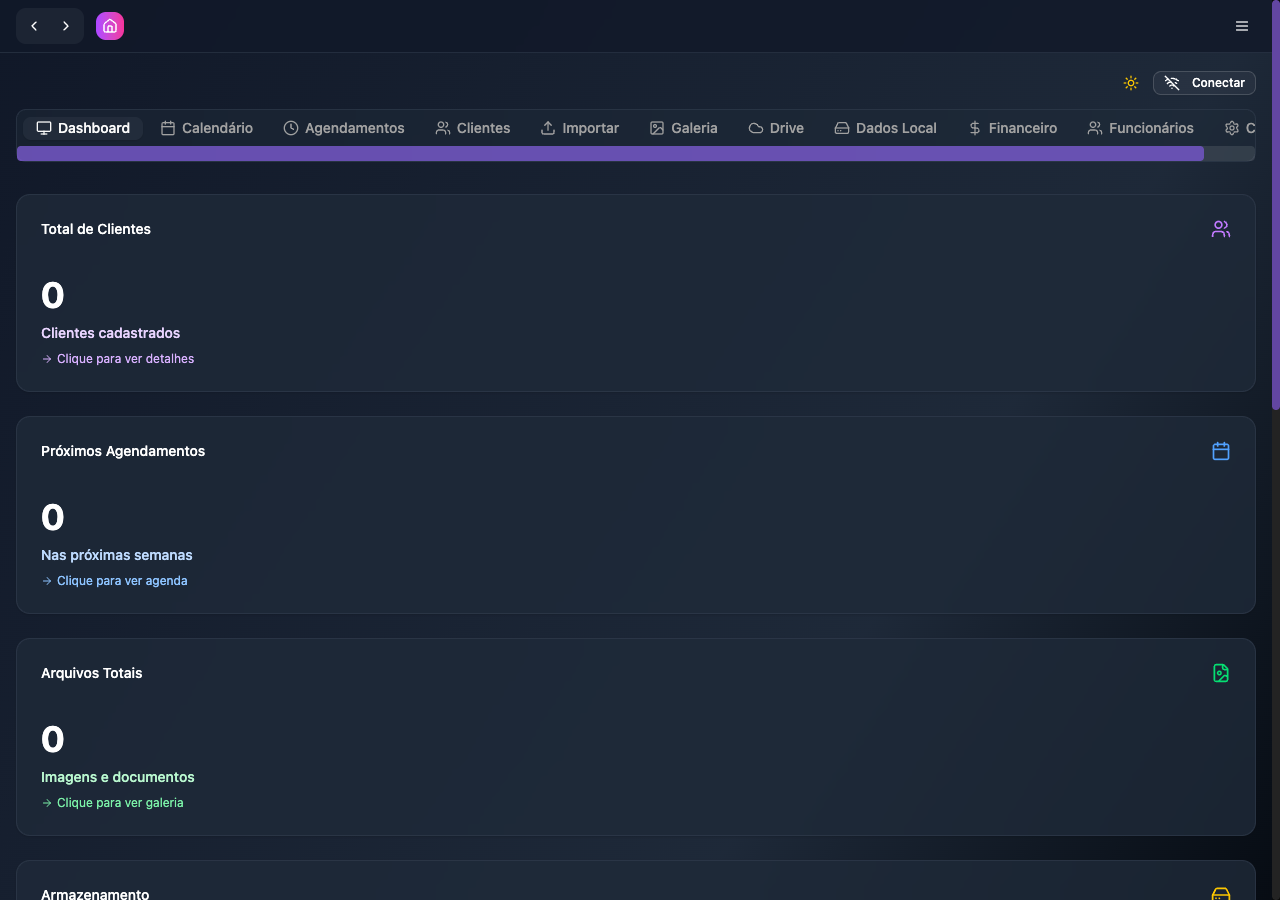 Conectar
Dashboard Calendário Agendamentos Clientes Importar Galeria Drive Dados Local Financeiro Funcionários C
Total de Clientes
0
Clientes cadastrados
→ Clique para ver detalhes
Próximos Agendamentos
0
Nas próximas semanas
→ Clique para ver agenda
Arquivos Totais
0
Imagens e documentos
→ Clique para ver galeria
Armazenamento